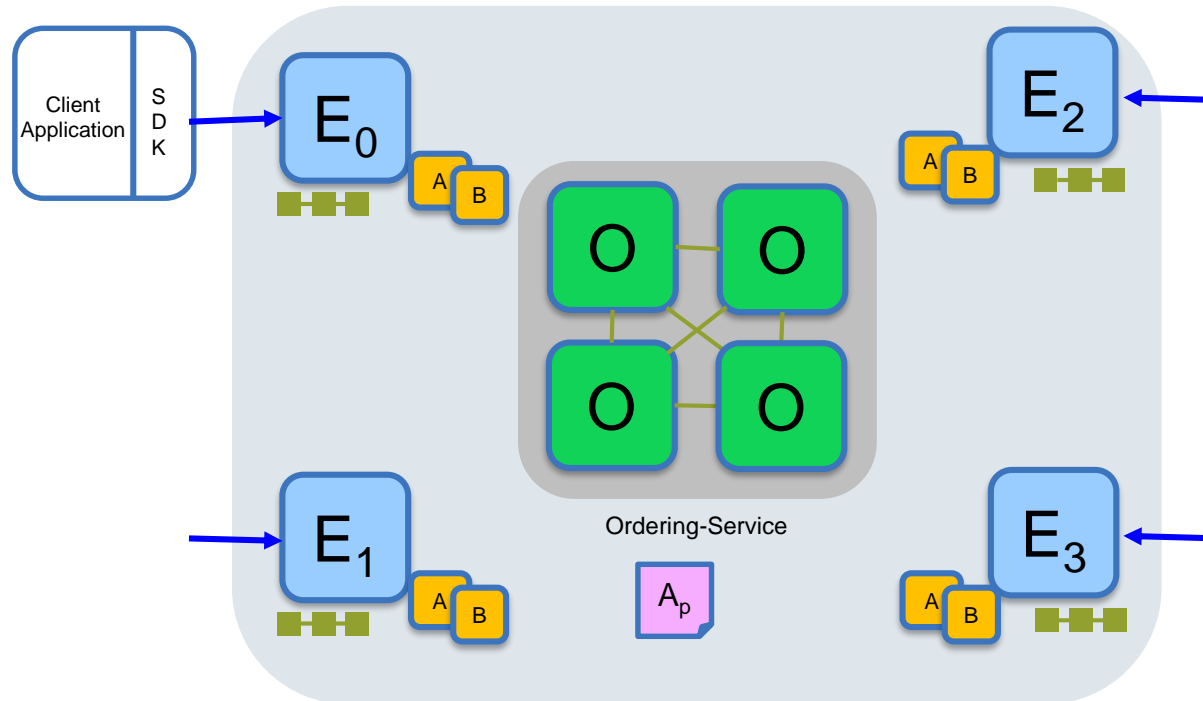 Client
Application
S
D
K
E0
A
B
E2
A
B
O
O
O
O
Ordering-Service
E1
A
B
Ap
E3
A
B